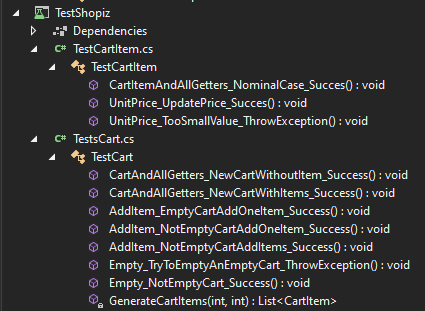 TestShopiz
Dependencies
C# TestCartItem.cs
TestCartItem
CartItemAndAllGetters_NominalCase_Succes() : void
UnitPrice_UpdatePrice_Succes() : void
UnitPrice_TooSmallValue_ThrowException() : void
C# TestsCart.cs
TestCart
CartAndAllGetters_NewCartWithoutItem_Success() : void
CartAndAllGetters_NewCartWithItems_Success() : void
AddItem_EmptyCartAddOneItem_Success() : void
AddItem_NotEmptyCartAddOneItem_Success() : void
AddItem_NotEmptyCartAddItems_Success() : void
Empty_TryToEmptyAnEmptyCart_ThrowException() : void
Empty_NotEmptyCart_Success() : void
GenerateCartItems(int, int) : List<CartItem>